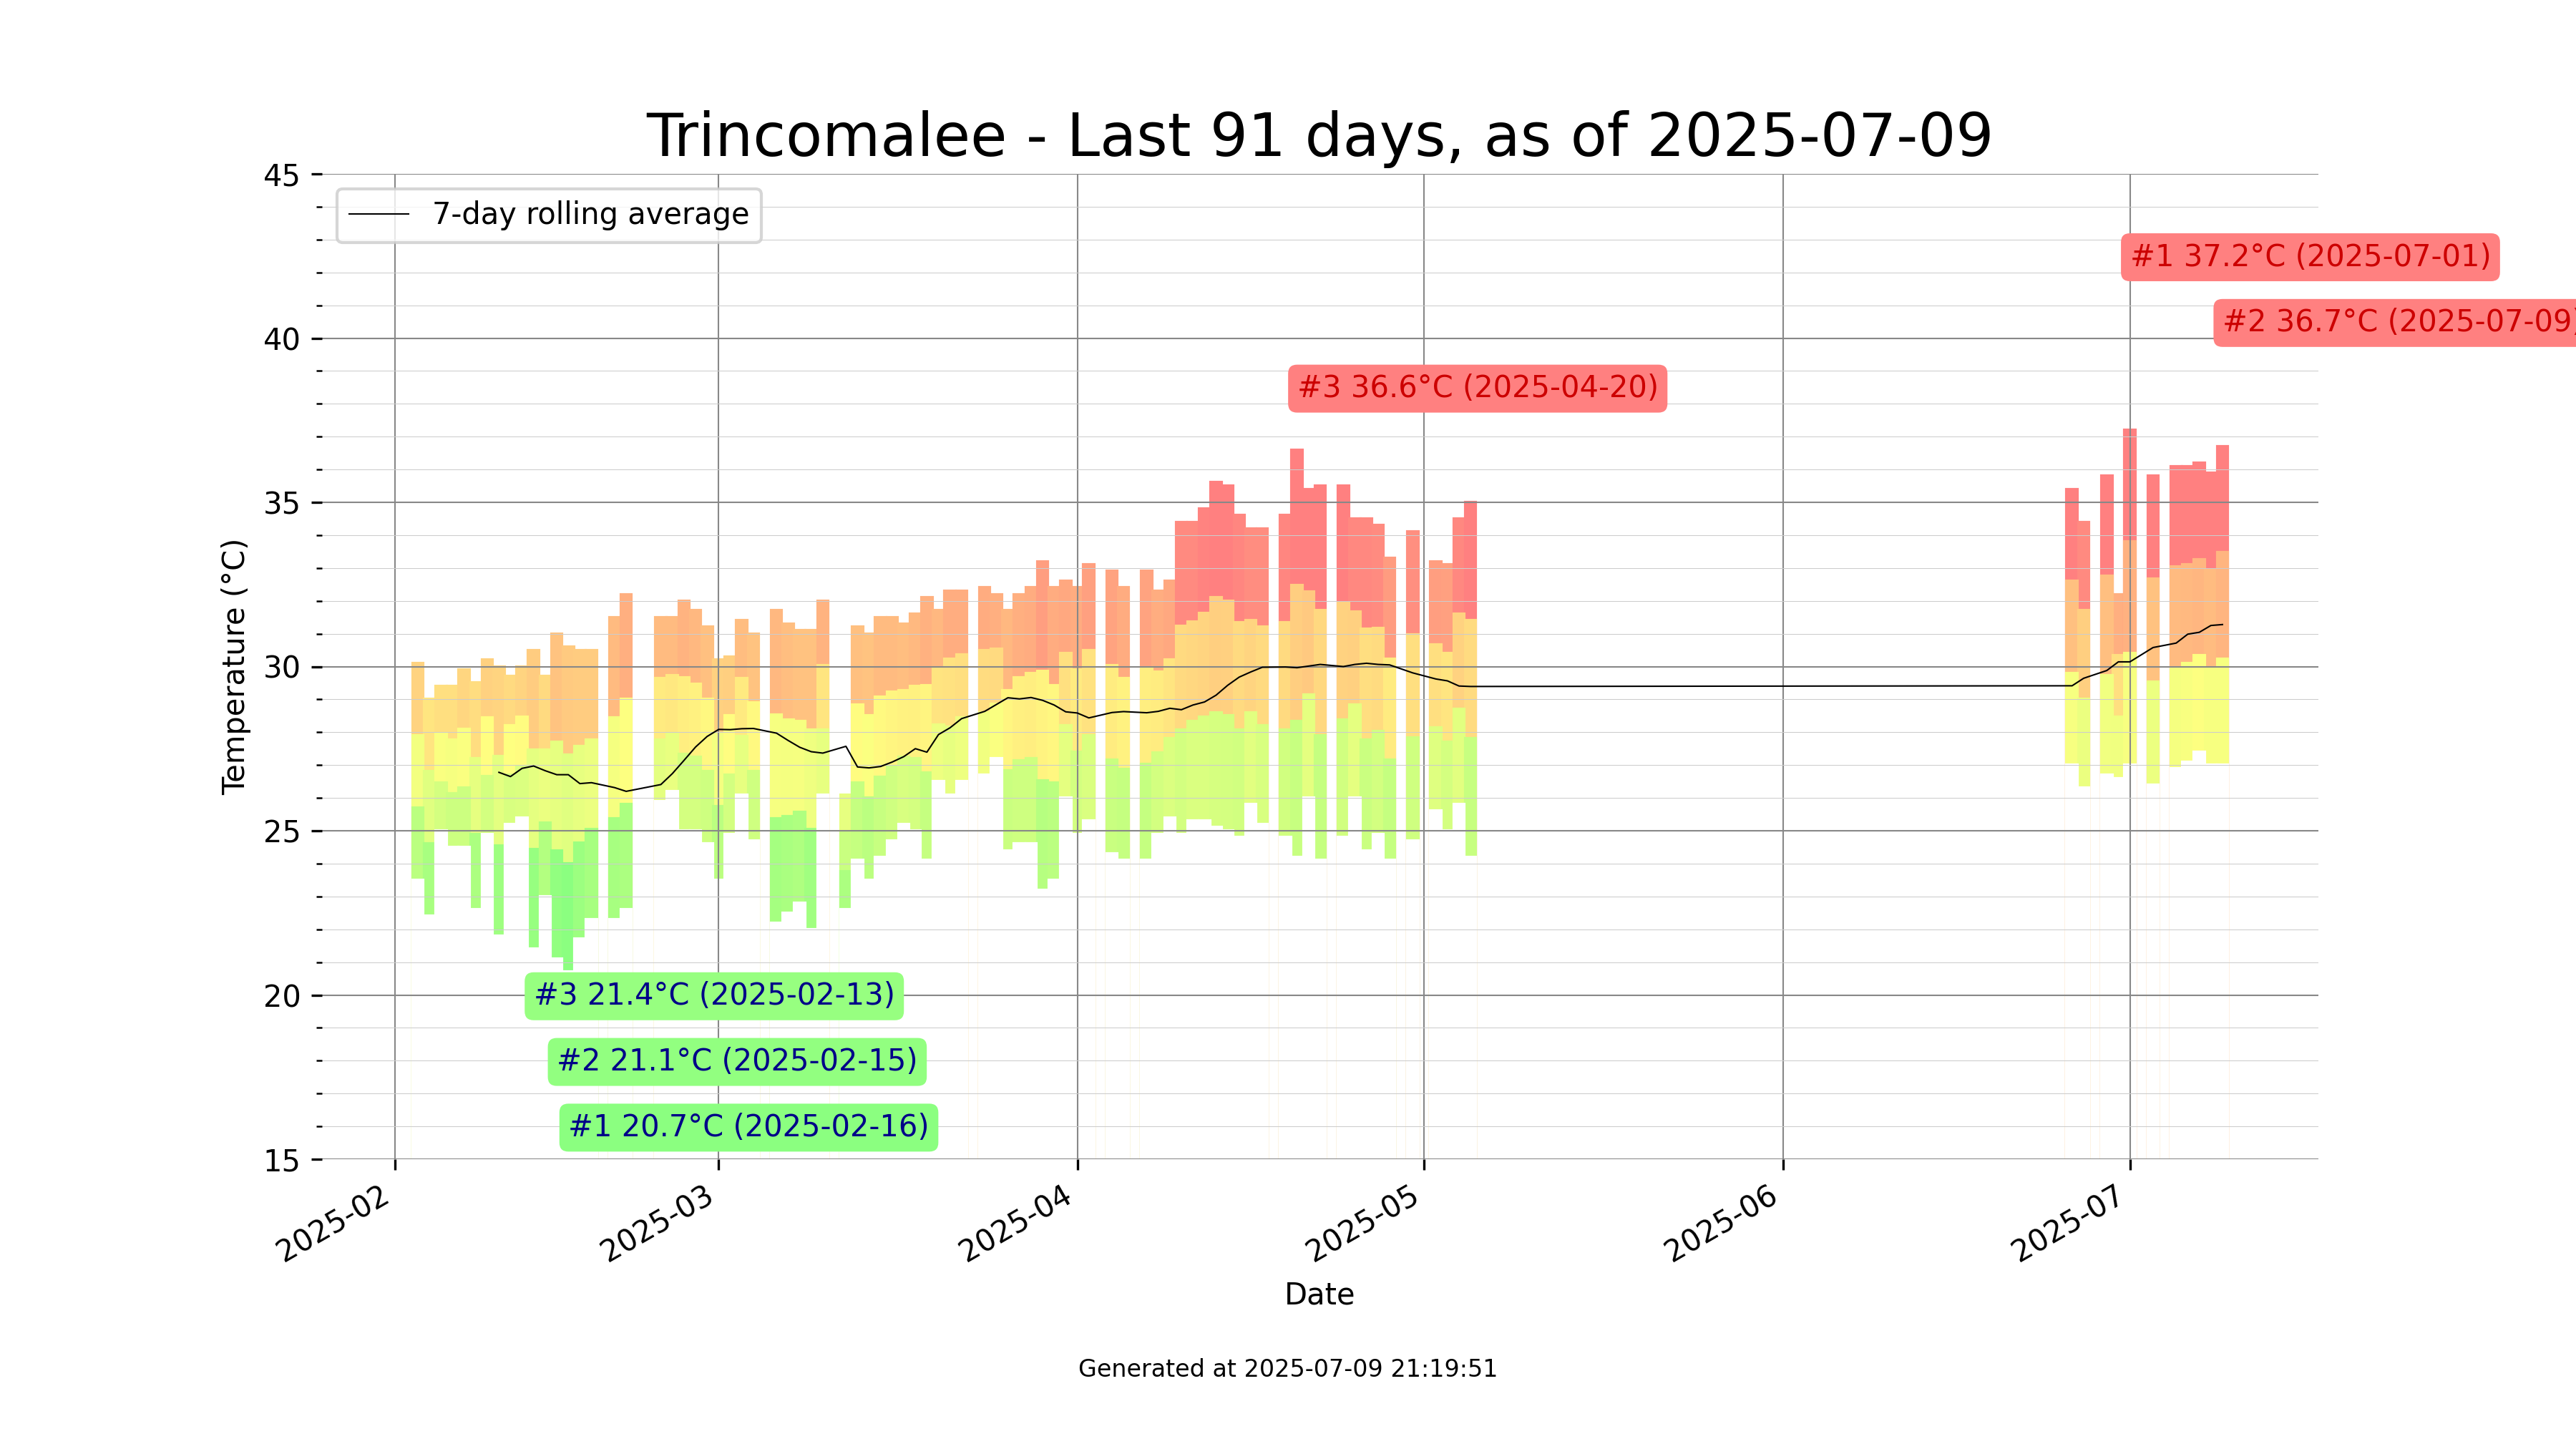 Trincomalee - Last 91 days, as of 2025-07-09
7-day rolling average
#1 37.2°C (2025-07-01)
#2 36.7°C (2025-07-09)
#3 36.6°C (2025-04-20)
#3 21.4°C (2025-02-13)
#2 21.1°C (2025-02-15)
#1 20.7°C (2025-02-16)
Temperature (°C)
45
40
35
30
25
20
15
2025-02
2025-03
2025-04
2025-05
2025-06
2025-07
Date
Generated at 2025-07-09 21:19:51